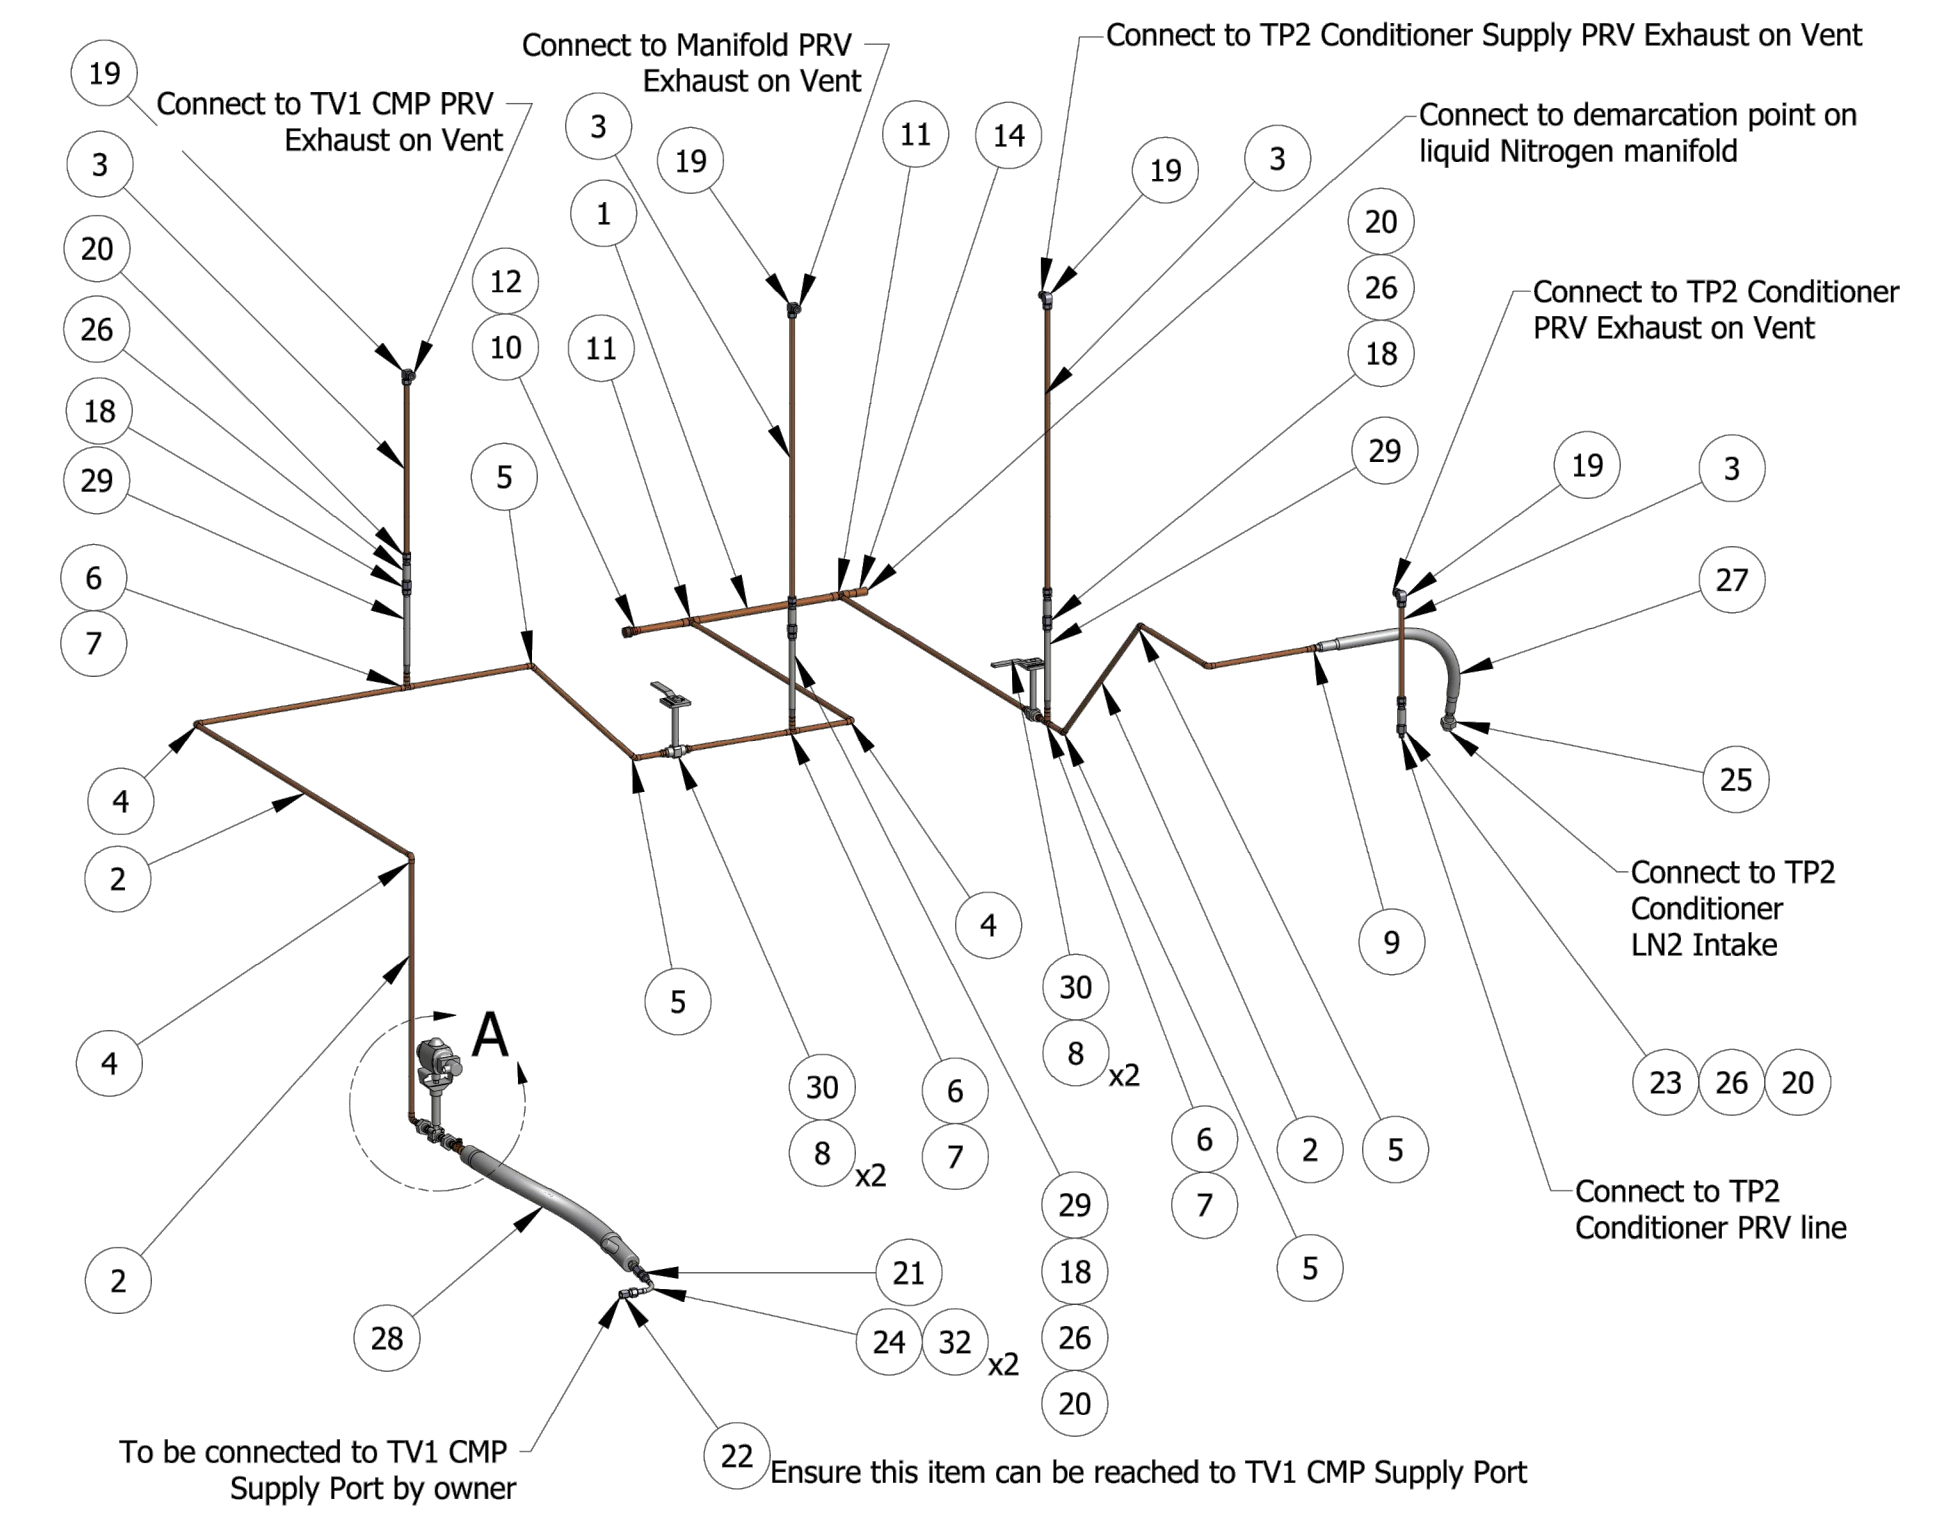 Connect to TP2 Conditioner Supply PRV Exhaust on Vent
Connect to Manifold PRV
Exhaust on Vent
19
Connect to TV1 CMP PRV
Exhaust on Vent
3
19
11
14
Connect to demarcation point on
liquid Nitrogen manifold
3
19
3
1
20
20
12
26
26
10
11
18
Connect to TP2 Conditioner
PRV Exhaust on Vent
18
29
5
29
19
3
6
7
27
4
25
2
4
9
Connect to TP2
Conditioner
LN2 Intake
5
30
8 x2
4
A
30
8 x2
6
7
6
7
2
5
23 26 20
Connect to TP2
Conditioner PRV line
29
18
26
20
5
2
28
21
24 32 x2
To be connected to TV1 CMP
Supply Port by owner
22 Ensure this item can be reached to TV1 CMP Supply Port